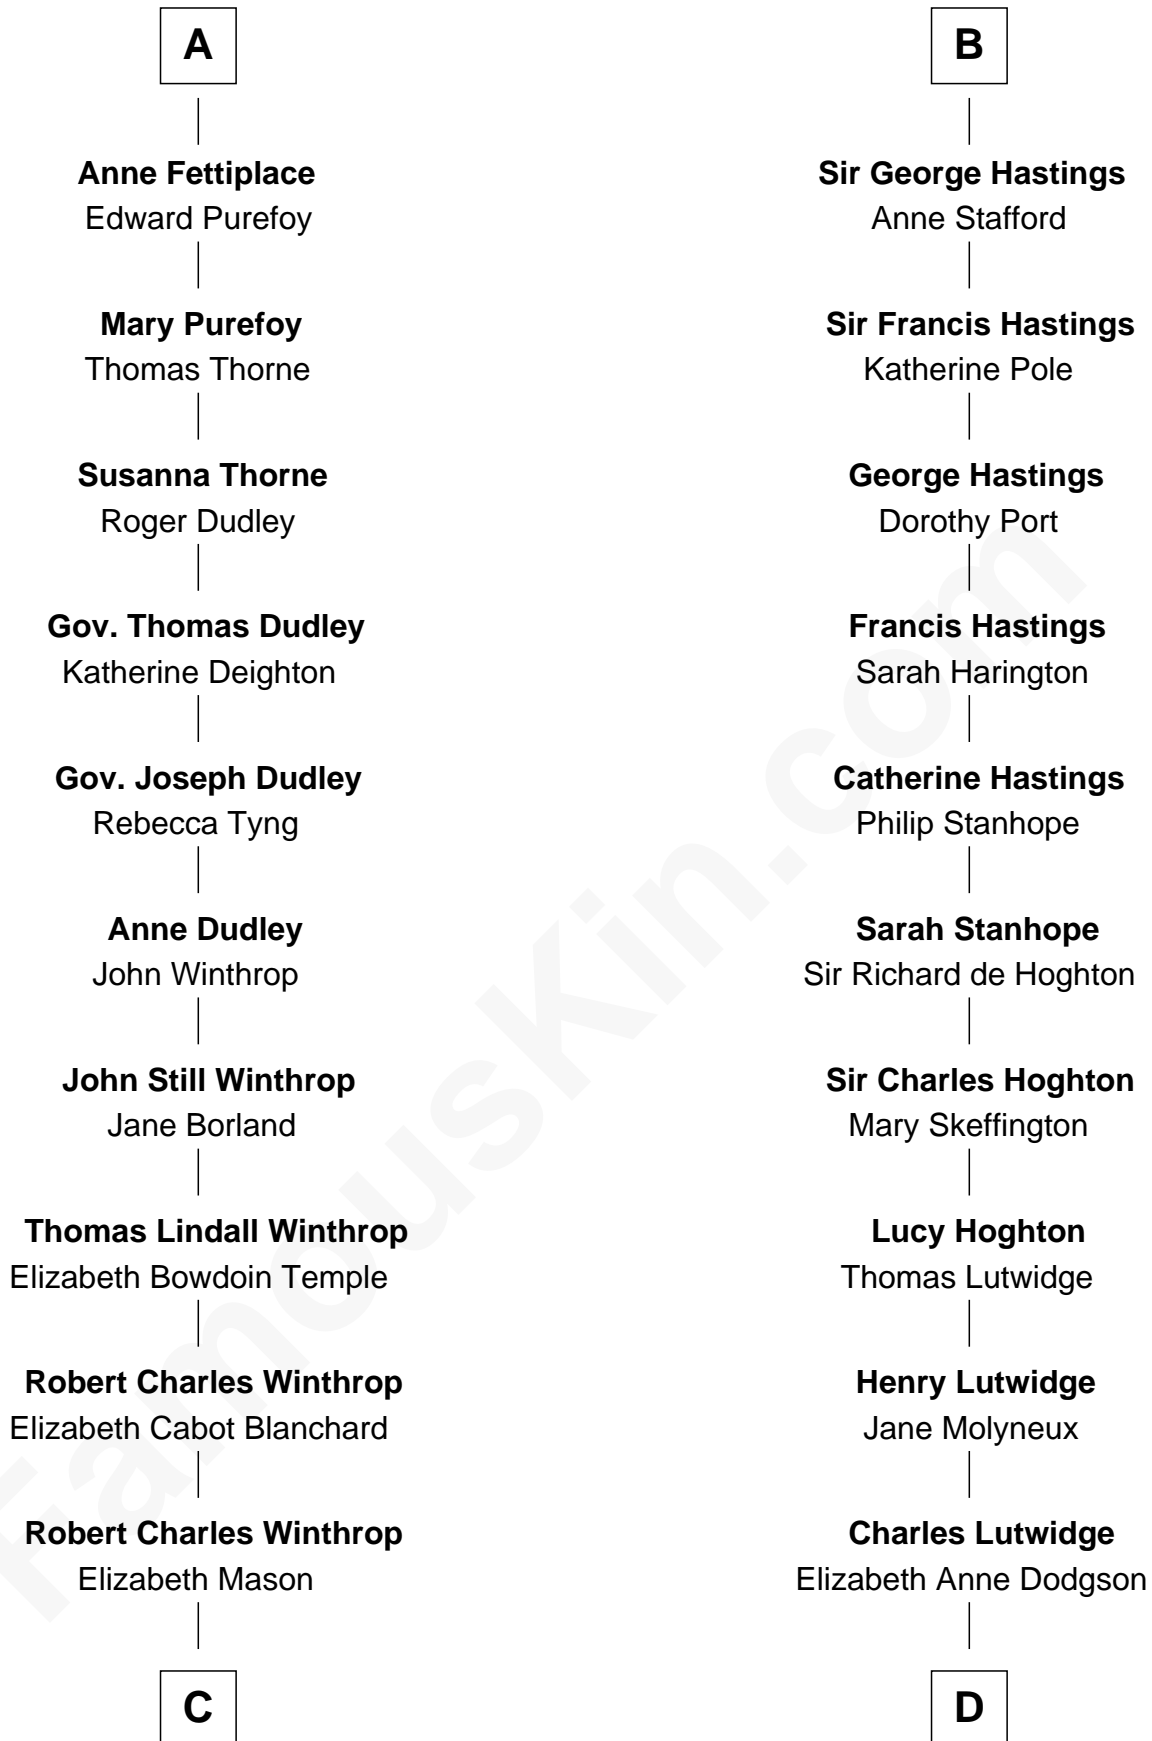 A
Anne Fettiplace
Edward Purefoy
Mary Purefoy
Thomas Thorne
Susanna Thorne
Roger Dudley
Gov. Thomas Dudley
Katherine Deighton
Gov. Joseph Dudley
Rebecca Tyng
Anne Dudley
John Winthrop
John Still Winthrop
Jane Borland
Thomas Lindall Winthrop
Elizabeth Bowdoin Temple
Robert Charles Winthrop
Elizabeth Cabot Blanchard
Robert Charles Winthrop
Elizabeth Mason
C
B
Sir George Hastings
Anne Stafford
Sir Francis Hastings
Katherine Pole
George Hastings
Dorothy Port
Francis Hastings
Sarah Harington
Catherine Hastings
Philip Stanhope
Sarah Stanhope
Sir Richard de Hoghton
Sir Charles Hoghton
Mary Skeffington
Lucy Hoghton
Thomas Lutwidge
Henry Lutwidge
Jane Molyneux
Charles Lutwidge
Elizabeth Anne Dodgson
D
FamousKin.com